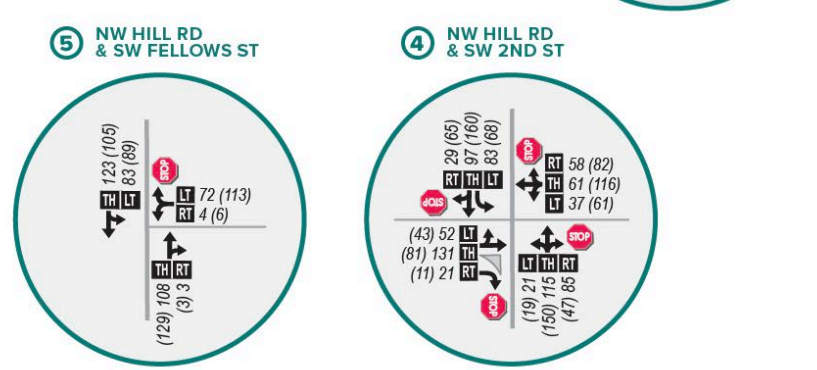 5 NW HILL RD
& SW FELLOWS ST
123 (105)
83 (89)
TH LT
STOP
LT 72 (113)
RT 4 (6)
TH RT
(129) 108
(3) 3
4 NW HILL RD
& SW 2ND ST
29 (65)
97 (160)
83 (68)
RT TH LT
STOP
STOP
RT 58 (82)
TH 61 (116)
LT 37 (61)
(43) 52 LT
(81) 131 TH
(11) 21 RT
STOP
STOP
LT TH RT
(19) 21
(150) 115
(47) 85